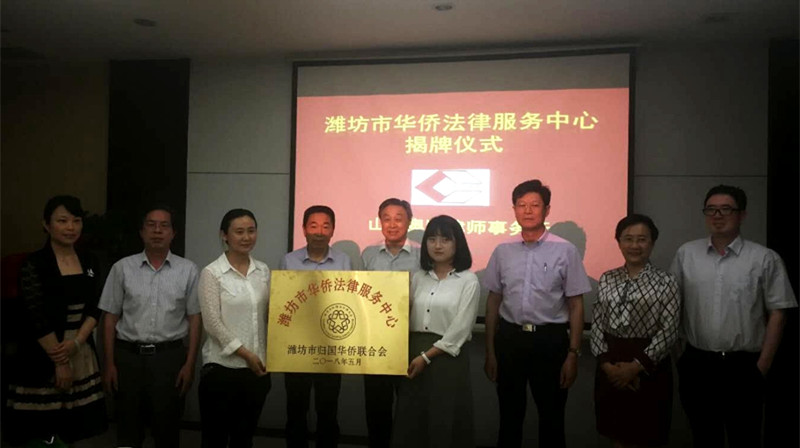 潍坊市华侨法律服务中心
揭牌仪式
山
律师事务
潍坊市华侨法律服务中心
潍坊市归国华侨联合会
二〇一八年五月